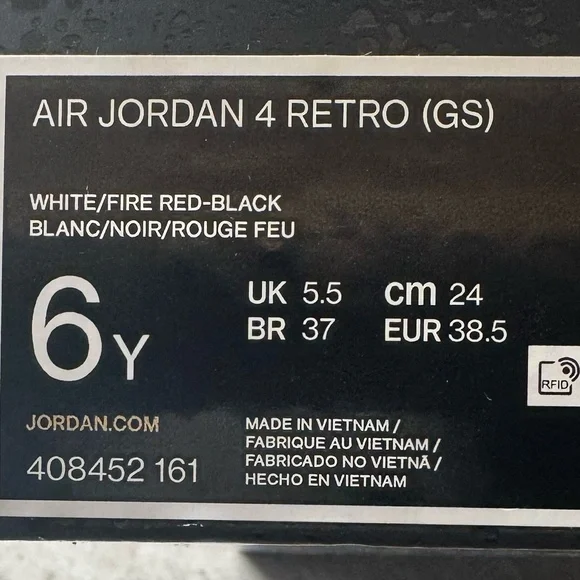 AIR JORDAN 4 RETRO (GS)
WHITE/FIRE RED-BLACK
BLANC/NOIR/ROUGE FEU
6Y
UK 5.5 cm 24
BR 37 EUR 38.5
RFID
JORDAN.COM
408452 161
MADE IN VIETNAM /
FABRIQUE AU VIETNAM /
FABRICADO NO VIETNÃ /
HECHO EN VIETNAM